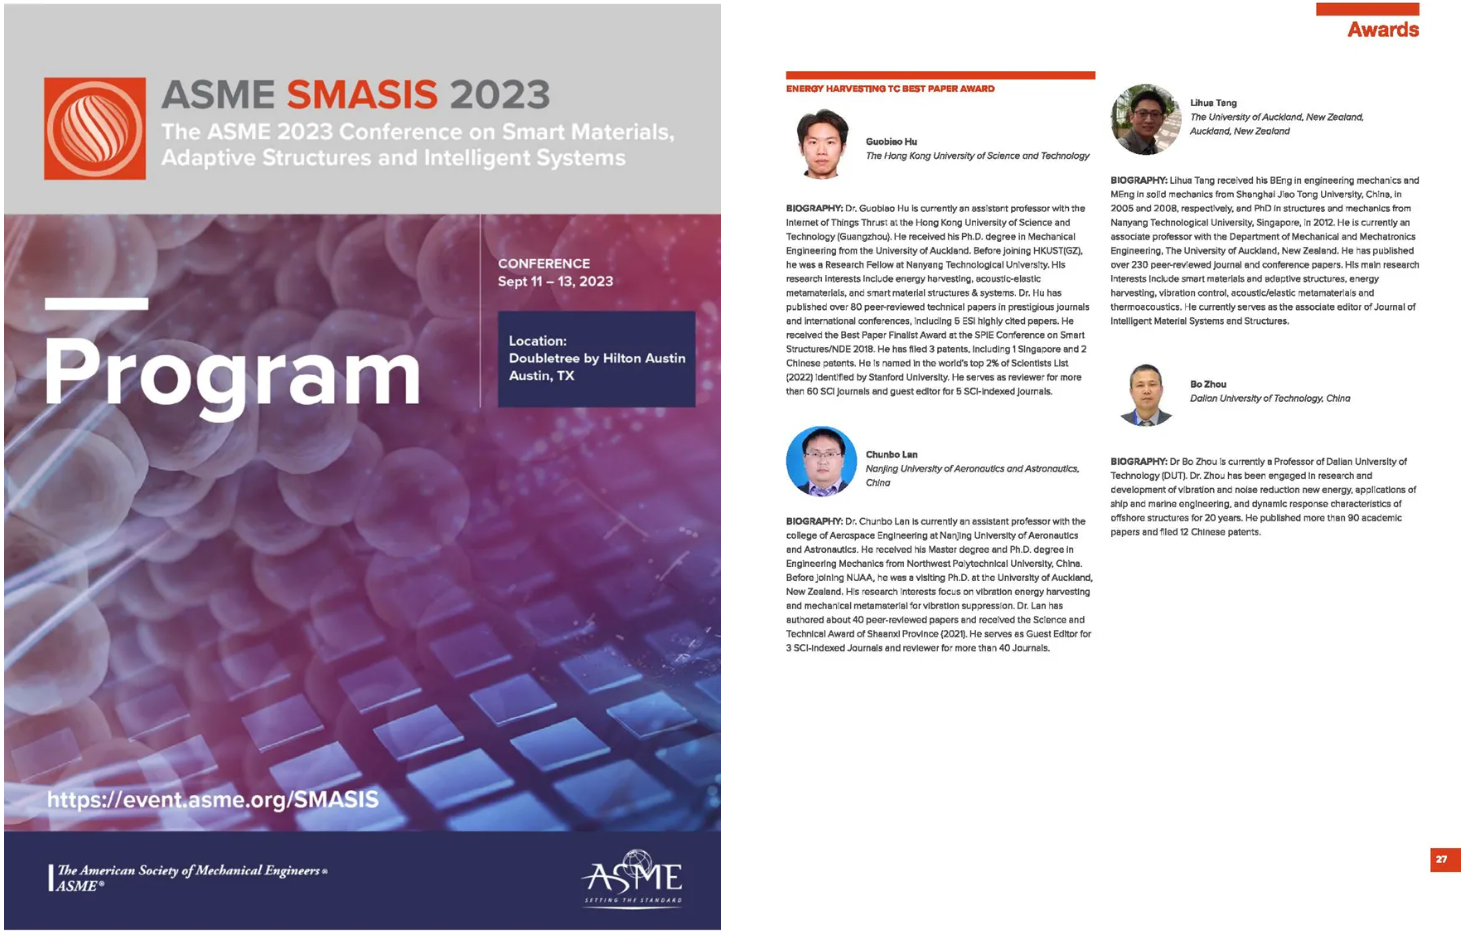 ASME SMASIS 2023
The ASME 2023 Conference on Smart Materials,
Adaptive Structures and Intelligent Systems
CONFERENCE
Sept 11 – 13, 2023
Program
Location:
Doubletree by Hilton Austin
Austin, TX
https://event.asme.org/SMASIS
The American Society of Mechanical Engineers ®
ASME®
ASME
SETTING THE STANDARD
Awards
ENERGY HARVESTING TC BEST PAPER AWARD
Guobiao Hu
The Hong Kong University of Science and Technology
BIOGRAPHY: Dr. Guobiao Hu is currently an assistant professor with the
Internet of Things Thrust at the Hong Kong University of Science and
Technology (Guangzhou). He received his Ph.D. degree in Mechanical
Engineering from the University of Auckland. Before joining HKUST(GZ),
he was a Research Fellow at Nanyang Technological University. His
research interests include energy harvesting, acoustic-elastic
metamaterials, and smart material structures & systems. Dr. Hu has
published over 80 peer-reviewed technical papers in prestigious journals
and international conferences, including 5 ESI highly cited papers. He
received the Best Paper Finalist Award at the SPIE Conference on Smart
Structures/NDE 2018. He has filed 3 patents, including 1 Singapore and 2
Chinese patents. He is named in the world's top 2% of Scientists List
(2022) identified by Stanford University. He serves as reviewer for more
than 60 SCI journals and guest editor for 5 SCI-indexed journals.
Chunbo Lan
Nanjing University of Aeronautics and Astronautics,
China
BIOGRAPHY: Dr. Chunbo Lan is currently an assistant professor with the
college of Aerospace Engineering at Nanjing University of Aeronautics
and Astronautics. He received his Master degree and Ph.D. degree in
Engineering Mechanics from Northwest Polytechnical University, China.
Before joining NUAA, he was a visiting Ph.D. at the University of Auckland,
New Zealand. His research interests focus on vibration energy harvesting
and mechanical metamaterial for vibration suppression. Dr. Lan has
authored about 40 peer-reviewed papers and received the Science and
Technical Award of Shaanxi Province (2021). He serves as Guest Editor for
3 SCI-indexed Journals and reviewer for more than 40 Journals.
Lihua Tang
The University of Auckland, New Zealand,
Auckland, New Zealand
BIOGRAPHY: Lihua Tang received his BEng in engineering mechanics and
MEng in solid mechanics from Shanghai Jiao Tong University, China, in
2005 and 2008, respectively, and PhD in structures and mechanics from
Nanyang Technological University, Singapore, in 2012. He is currently an
associate professor with the Department of Mechanical and Mechatronics
Engineering, The University of Auckland, New Zealand. He has published
over 230 peer-reviewed journal and conference papers. His main research
interests include smart materials and adaptive structures, energy
harvesting, vibration control, acoustic/elastic metamaterials and
thermoacoustics. He currently serves as the associate editor of Journal of
Intelligent Material Systems and Structures.
Bo Zhou
Dalian University of Technology, China
BIOGRAPHY: Dr Bo Zhou is currently a Professor of Dalian University of
Technology (DUT). Dr. Zhou has been engaged in research and
development of vibration and noise reduction new energy, applications of
ship and marine engineering, and dynamic response characteristics of
offshore structures for 20 years. He published more than 90 academic
papers and filed 12 Chinese patents.
27